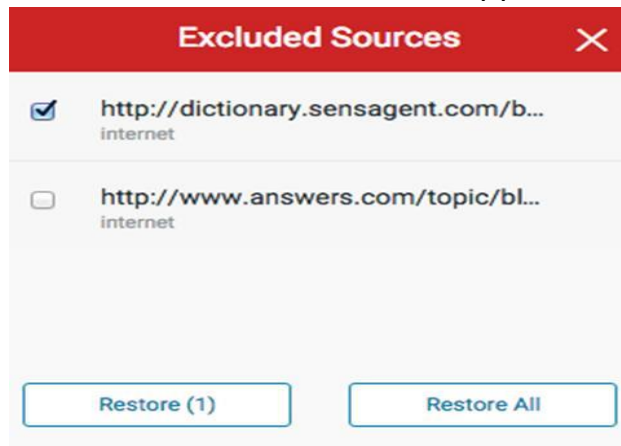 Excluded Sources
http://dictionary.sensagent.com/b...
internet
http://www.answers.com/topic/bl...
internet
Restore (1)
Restore All